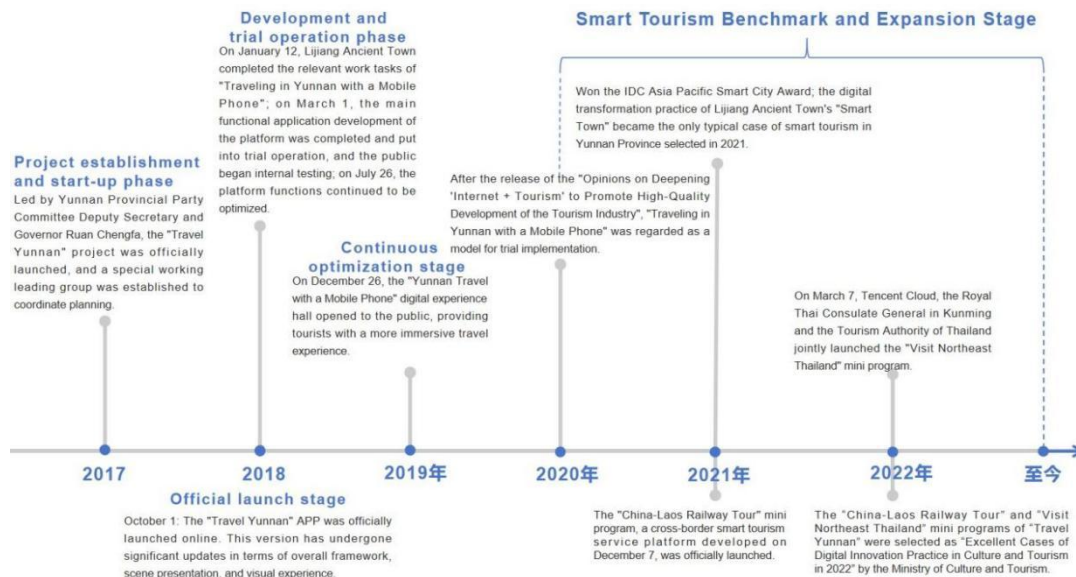 Smart Tourism Benchmark and Expansion Stage
Development and
trial operation phase
On January 12, Lijiang Ancient Town
completed the relevant work tasks of
"Traveling in Yunnan with a Mobile
Phone"; on March 1, the main
functional application development of
the platform was completed and put
into trial operation, and the public
began internal testing; on July 26, the
platform functions continued to be
optimized.
Won the IDC Asia Pacific Smart City Award; the digital
transformation practice of Lijiang Ancient Town's "Smart
Town" became the only typical case of smart tourism in
Yunnan Province selected in 2021.
Project establishment
and start-up phase
Led by Yunnan Provincial Party
Committee Deputy Secretary and
Governor Ruan Chengfa, the "Travel
Yunnan" project was officially
launched, and a special working
leading group was established to
coordinate planning.
After the release of the "Opinions on Deepening
'Internet + Tourism' to Promote High-Quality
Development of the Tourism Industry", "Traveling in
Yunnan with a Mobile Phone" was regarded as a
model for trial implementation.
Continuous
optimization stage
On December 26, the "Yunnan Travel
with a Mobile Phone" digital experience
hall opened to the public, providing
tourists with a more immersive travel
experience.
On March 7, Tencent Cloud, the Royal
Thai Consulate General in Kunming
and the Tourism Authority of Thailand
jointly launched the "Visit Northeast
Thailand" mini program.
2017
2018
2019年
2020年
2021年
2022年
至今
Official launch stage
October 1: The "Travel Yunnan" APP was officially
launched online. This version has undergone
significant updates in terms of overall framework,
scene presentation, and visual experience.
The "China-Laos Railway Tour" mini
program, a cross-border smart tourism
service platform developed on
December 7, was officially launched.
The "China-Laos Railway Tour" and "Visit
Northeast Thailand" mini programs of "Travel
Yunnan" were selected as "Excellent Cases of
Digital Innovation Practice in Culture and Tourism
in 2022" by the Ministry of Culture and Tourism.